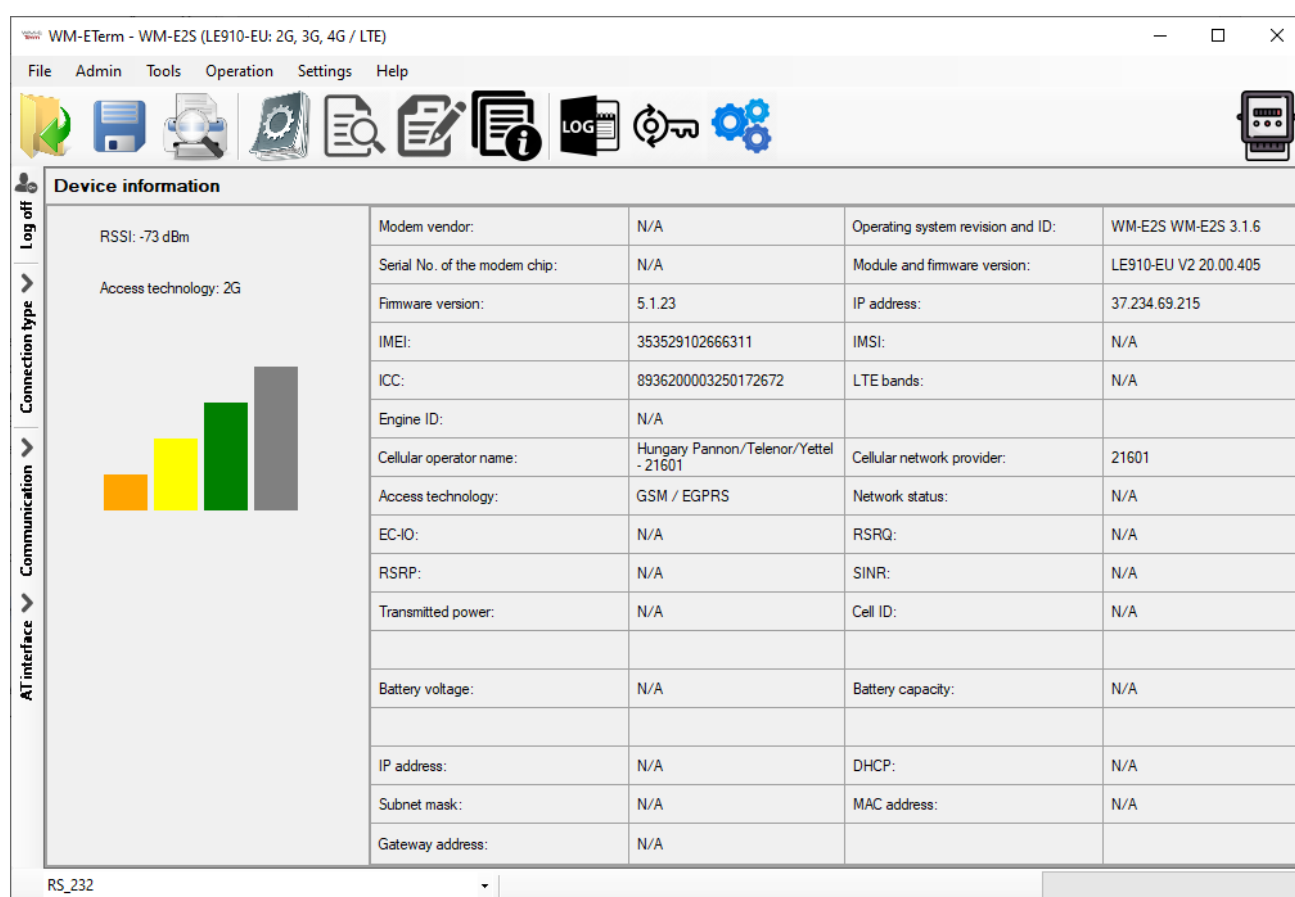 WM-ETerm - WM-E2S (LE910-EU: 2G, 3G, 4G / LTE)
File Admin Tools Operation Settings Help
LOG
Device information
Log off
Connection type
Communication
AT interface
RSSI: -73 dBm
Access technology: 2G
Modem vendor: N/A Operating system revision and ID: WM-E2S WM-E2S 3.1.6
Serial No. of the modem chip: N/A Module and firmware version: LE910-EU V2 20.00.405
Firmware version: 5.1.23 IP address: 37.234.69.215
IMEI: 353529102666311 IMSI: N/A
ICC: 8936200003250172672 LTE bands: N/A
Engine ID: N/A
Cellular operator name: Hungary Pannon/Telenor/Yettel - 21601 Cellular network provider: 21601
Access technology: GSM / EGPRS Network status: N/A
EC-IO: N/A RSRQ: N/A
RSRP: N/A SINR: N/A
Transmitted power: N/A Cell ID: N/A
Battery voltage: N/A Battery capacity: N/A
IP address: N/A DHCP: N/A
Subnet mask: N/A MAC address: N/A
Gateway address: N/A
RS_232